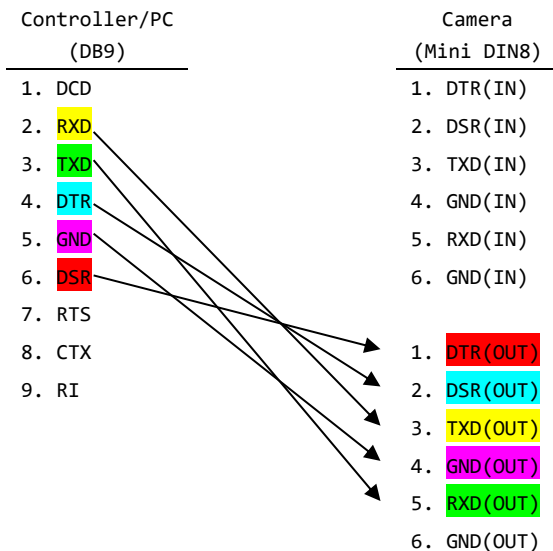 Controller/PC
(DB9)
1. DCD
2. RXD
3. TXD
4. DTR
5. GND
6. DSR
7. RTS
8. CTX
9. RI
Camera
(Mini DIN8)
1. DTR(IN)
2. DSR(IN)
3. TXD(IN)
4. GND(IN)
5. RXD(IN)
6. GND(IN)
1. DTR(OUT)
2. DSR(OUT)
3. TXD(OUT)
4. GND(OUT)
5. RXD(OUT)
6. GND(OUT)